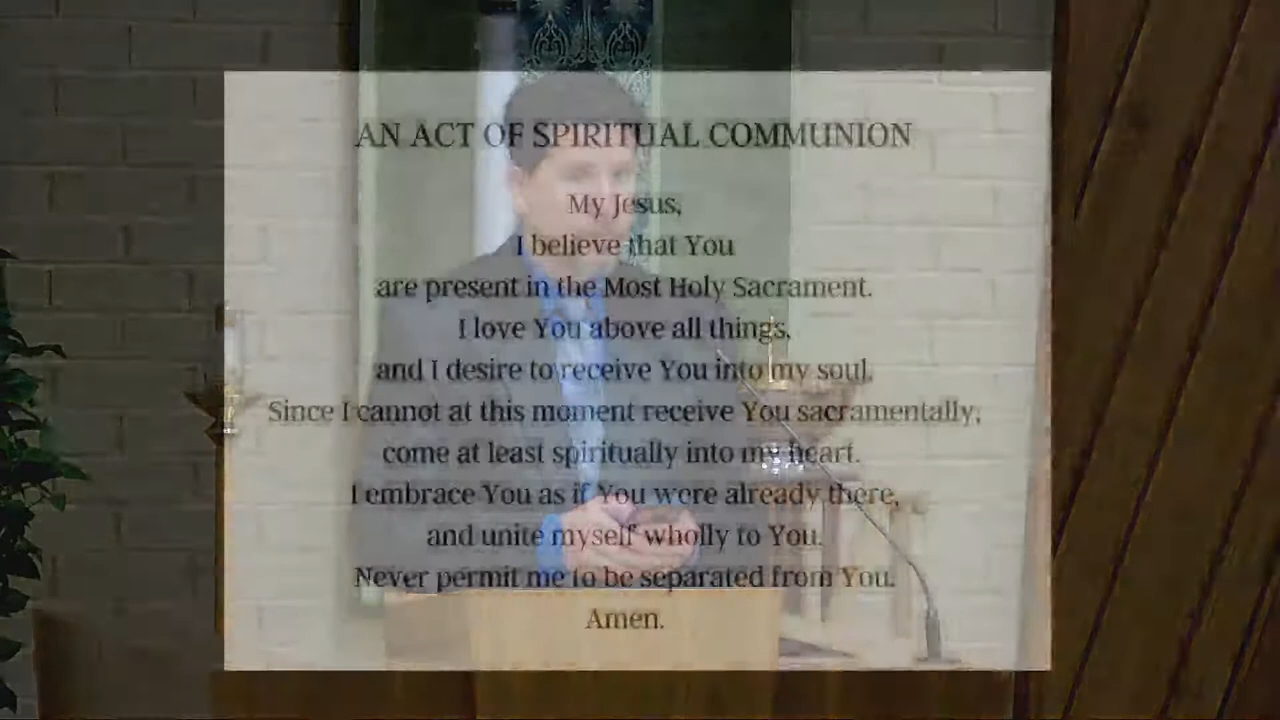 AN ACT OF SPIRITUAL COMMUNION
My Jesus,
I believe that You
are present in the Most Holy Sacrament.
I love You above all things,
and I desire to receive You into my soul.
Since I cannot at this moment receive You sacramentally,
come at least spiritually into my heart.
I embrace You as if You were already there,
and unite myself wholly to You.
Never permit me to be separated from You.
Amen.